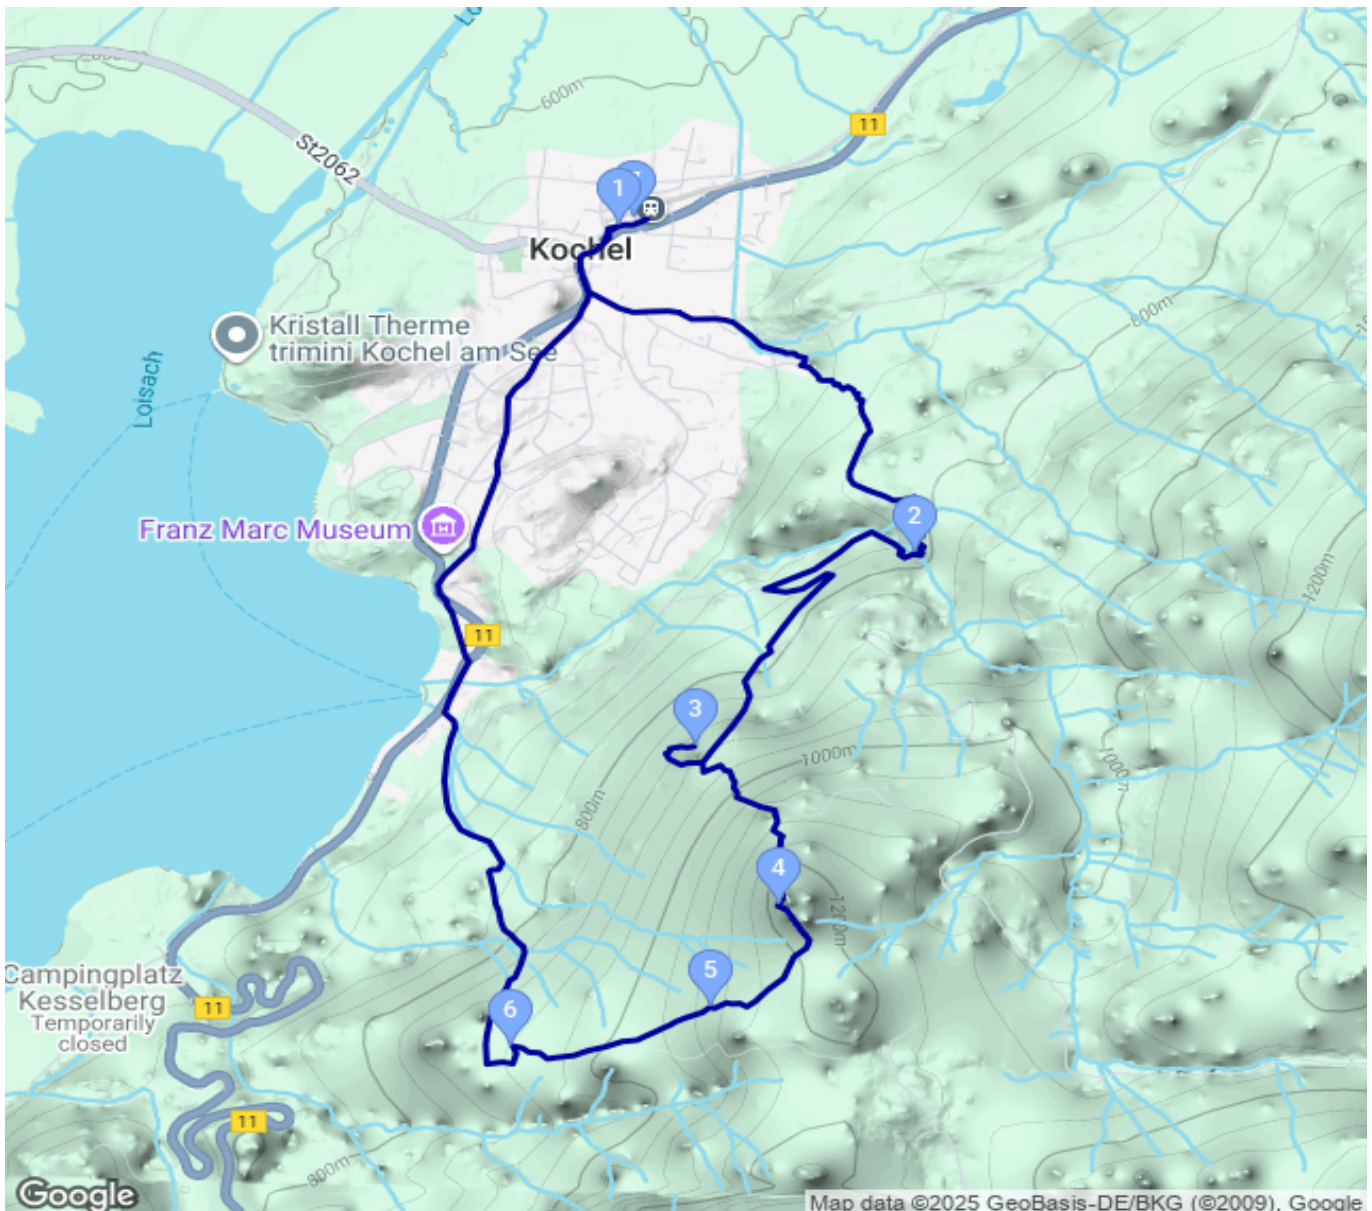 Lo
600m
11
St2062
1
Kochel
800m
Kristall Therme
trimini Kochel am See
Loisach
2
Franz Marc Museum
1200m
11
3
1000m
1000m
800m
4
1200m
5
Campingplatz
Kesselberg
Temporarily
closed
11
6
11
800m
Google
Map data ©2025 GeoBasis-DE/BKG (©2009), Google